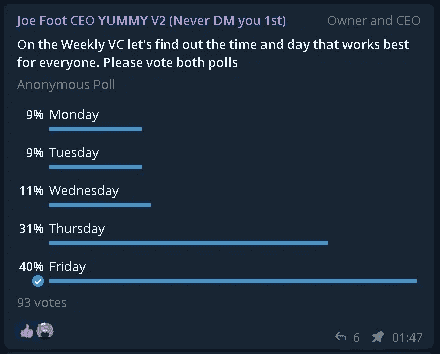 Joe Foot CEO YUMMY V2 (Never DM you 1st) Owner and CEO
On the Weekly VC let's find out the time and day that works best
for everyone. Please vote both polls
Anonymous Poll
9% Monday
9% Tuesday
11% Wednesday
31% Thursday
40% Friday
93 votes
6 01:47